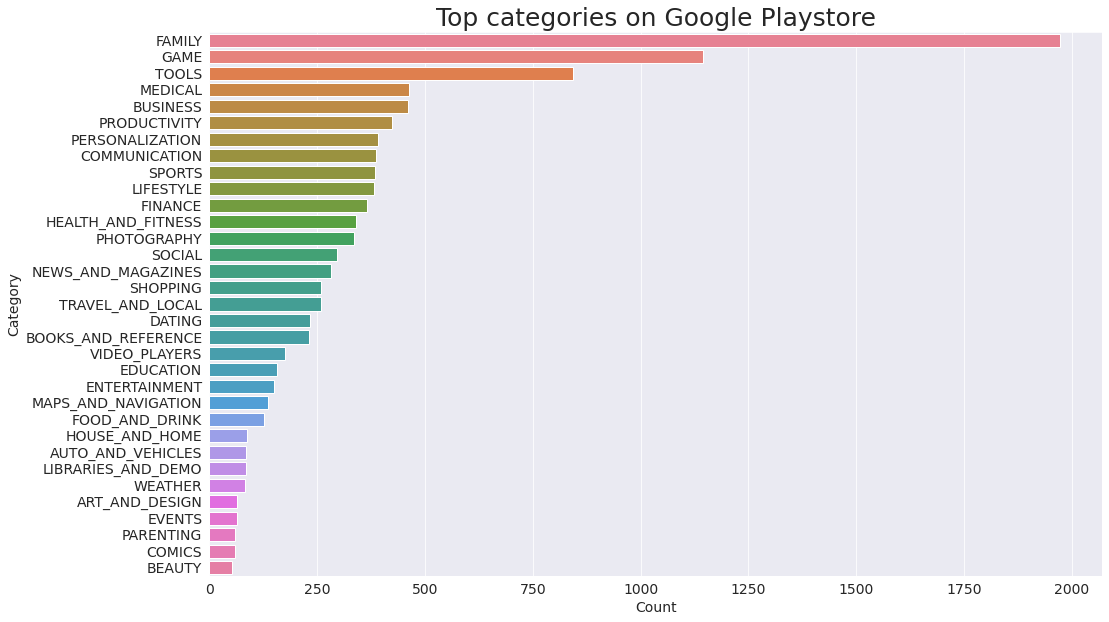 Top categories on Google Playstore
Category
FAMILY
GAME
TOOLS
MEDICAL
BUSINESS
PRODUCTIVITY
PERSONALIZATION
COMMUNICATION
SPORTS
LIFESTYLE
FINANCE
HEALTH_AND_FITNESS
PHOTOGRAPHY
SOCIAL
NEWS_AND_MAGAZINES
SHOPPING
TRAVEL_AND_LOCAL
DATING
BOOKS_AND_REFERENCE
VIDEO_PLAYERS
EDUCATION
ENTERTAINMENT
MAPS_AND_NAVIGATION
FOOD_AND_DRINK
HOUSE_AND_HOME
AUTO_AND_VEHICLES
LIBRARIES_AND_DEMO
WEATHER
ART_AND_DESIGN
EVENTS
PARENTING
COMICS
BEAUTY
0 250 500 750 1000 1250 1500 1750 2000
Count